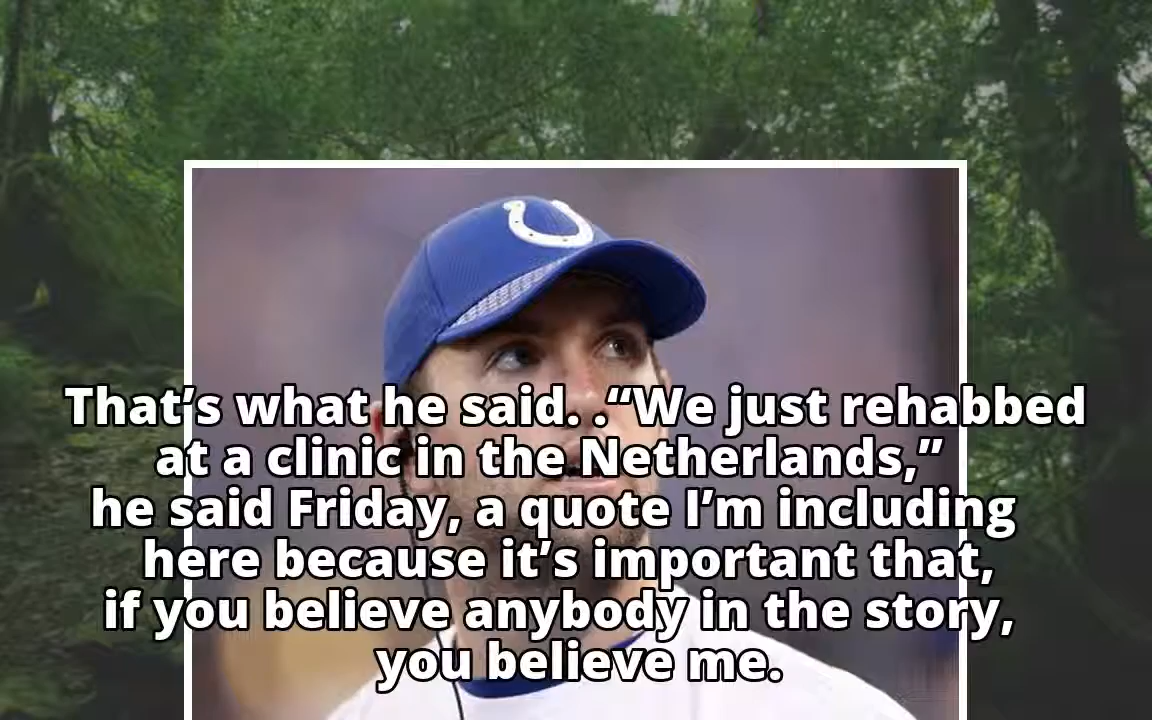 That’s what he said. .“We just rehabbed
at a clinic in the Netherlands,”
he said Friday, a quote I’m including
here because it’s important that,
if you believe anybody in the story,
you believe me.